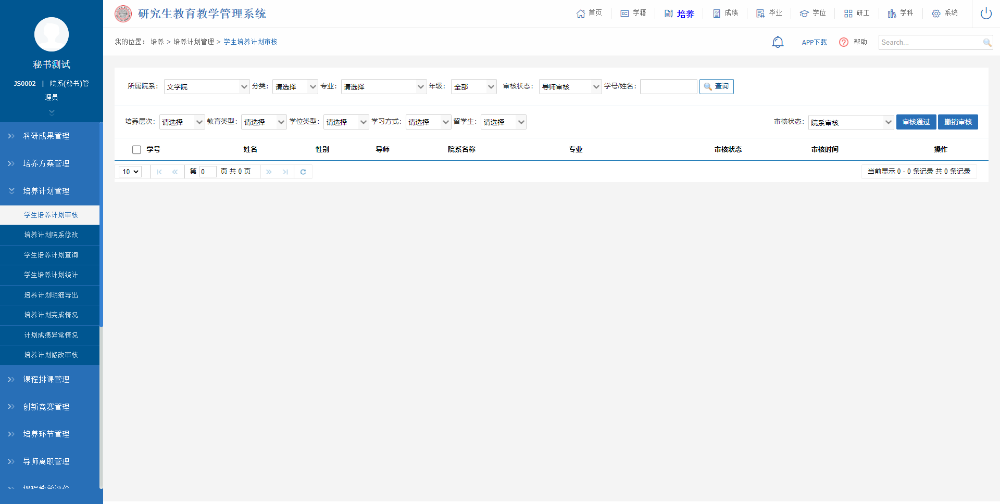 研究生教育教学管理系统
首页 学籍 培养 成绩 毕业 学位 研工 学科 系统
我的位置： 培养 > 培养计划管理 > 学生培养计划审核
APP下载 帮助 Search...
秘书测试
JS0002 | 院系(秘书)管
理员
科研成果管理
培养方案管理
培养计划管理
学生培养计划审核
培养计划院系修改
学生培养计划查询
学生培养计划统计
培养计划明细导出
培养计划完成情况
计划成绩异常情况
培养计划修改审核
课程排课管理
创新竞赛管理
培养环节管理
导师离职管理
课程教学评价
所属院系： 文学院 分类： 请选择 专业： 请选择 年级： 全部 审核状态： 导师审核 学号/姓名： 查询
培养层次： 请选择 教育类型： 请选择 学位类型： 请选择 学习方式： 请选择 留学生： 请选择 审核状态： 院系审核 审核通过 撤销审核
学号 姓名 性别 导师 院系名称 专业 审核状态 审核时间 操作
10 第 0 页 共 0 页 当前显示 0 - 0 条记录 共 0 条记录